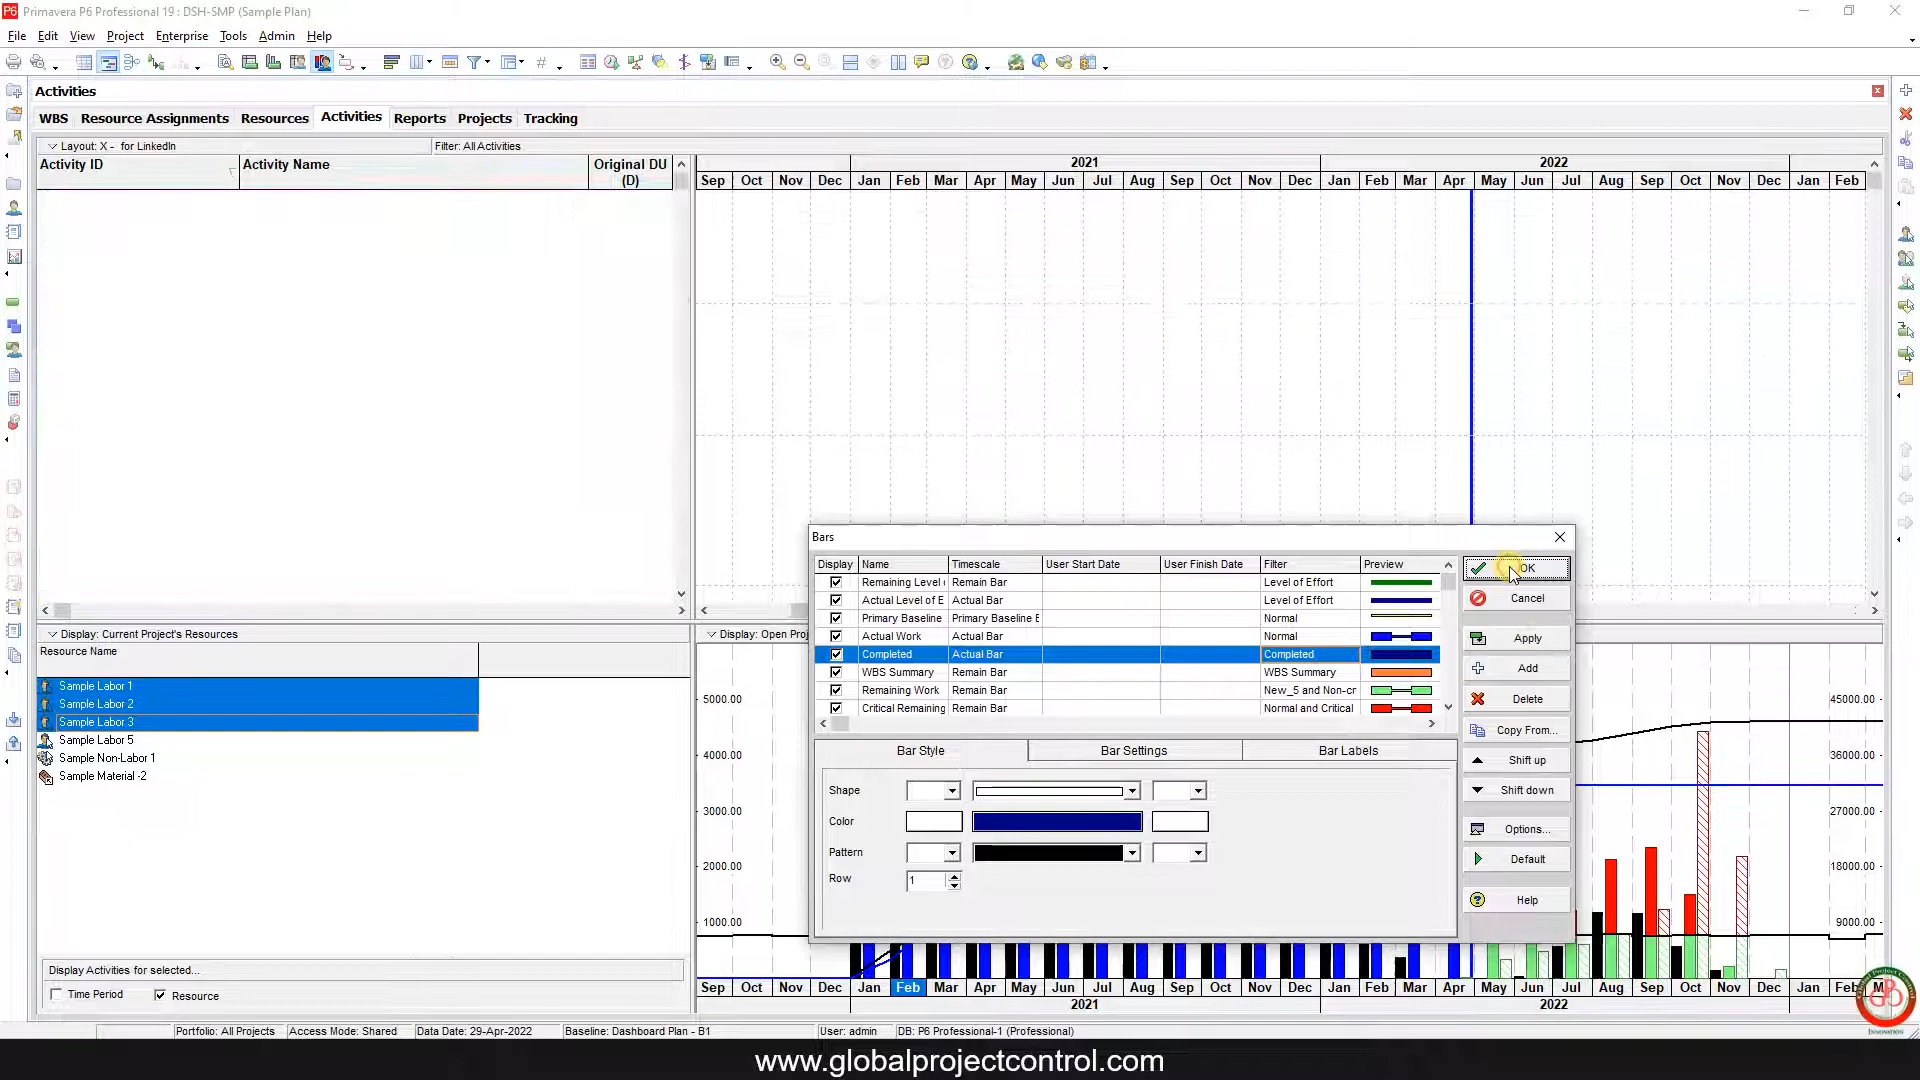 Primavera P6 Professional 19 : DSH-SMP (Sample Plan)
File Edit View Project Enterprise Tools Admin Help
Activities
WBS Resource Assignments Resources Activities Reports Projects Tracking
Layout: X - for LinkedIn Filter: All Activities
Activity ID Activity Name Original DU (D)
2021 2022
Sep Oct Nov Dec Jan Feb Mar Apr May Jun Jul Aug Sep Oct Nov Dec Jan Feb Mar Apr May Jun Jul Aug Sep Oct Nov Dec Jan Feb
Bars
Display Name Timescale User Start Date User Finish Date Filter Preview
Remaining Level Remain Bar Level of Effort
Actual Level of E Actual Bar Level of Effort
Primary Baseline Primary Baseline E Normal
Actual Work Actual Bar Normal
Completed Actual Bar Completed
WBS Summary Remain Bar WBS Summary
Remaining Work Remain Bar New_5 and Non-cr
Critical Remaining Remain Bar Normal and Critical
OK
Cancel
Apply
Add
Delete
Copy From...
Shift up
Shift down
Options...
Default
Help
Bar Style Bar Settings Bar Labels
Shape
Color
Pattern
Row 1
Display: Current Project's Resources
Resource Name
Sample Labor 1
Sample Labor 2
Sample Labor 3
Sample Labor 5
Sample Non-Labor 1
Sample Material -2
Display Activities for selected...
Time Period Resource
Display: Open Proj
5000.00
4000.00
3000.00
2000.00
1000.00
45000.00
36000.00
27000.00
18000.00
9000.00
Sep Oct Nov Dec Jan Feb Mar Apr May Jun Jul Aug Sep Oct Nov Dec Jan Feb Mar Apr May Jun Jul Aug Sep Oct Nov Dec Jan Feb M
2021 2022
Portfolio: All Projects Access Mode: Shared Data Date: 29-Apr-2022 Baseline: Dashboard Plan - B1 User: admin DB: P6 Professional-1 (Professional)
www.globalprojectcontrol.com